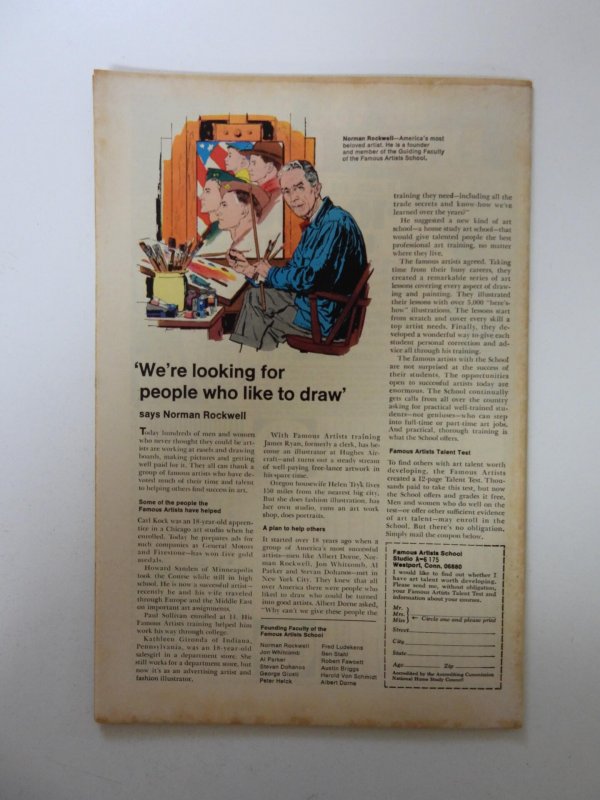 Norman Rockwell—America's most
beloved artist. He is a founder
and member of the Guiding Faculty
of the Famous Artists School.
'We're looking for
people who like to draw'
says Norman Rockwell
Today hundreds of men and women
who never thought they could be art-
ists are working at easels and drawing
boards, making pictures and getting
well paid for it. They all can thank a
group of famous artists who have de-
voted much of their time and talent
to helping others find success in art.
Some of the people the
Famous Artists have helped
Carl Kock was an 18-year-old appren-
tice in a Chicago art studio when he
enrolled. Today he prepares ads for
such companies as General Motors
and Firestone—has won five gold
medals.
Howard Sanden of Minneapolis
took the Course while still in high
school. He is now a successful artist—
recently he and his wife traveled
through Europe and the Middle East
on important art assignments.
Paul Sullivan enrolled at 11. His
Famous Artists training helped him
work his way through college.
Kathleen Girandla of Indiana,
Pennsylvania, was an 18-year-old
salesgirl in a department store. She
still works for a department store, but
now it's as an advertising artist and
fashion illustrator.
With Famous Artists training
James Ryan, formerly a clerk, has be-
come an illustrator at Hughes Air-
craft—and turns out a steady stream
of well-paying free-lance artwork in
his spare time.
Oregon housewife Helen Tryk lives
150 miles from the nearest big city.
But she does fashion illustration, has
her own studio, runs an art work
shop, does portraits.
A plan to help others
It started over 18 years ago when a
group of America's most successful
artists—men like Albert Dorne, Nor-
man Rockwell, Jon Whitcomb, Al
Parker and Stevan Dohanos—met in
New York City. They knew that all
over America there were people who
liked to draw who could be turned
into good artists. Albert Dorne asked,
"Why can't we give these people the
Founding Faculty of the
Famous Artists School
Norman Rockwell
Jon Whitcomb
Al Parker
Stevan Dohanos
George Giusti
Peter Helck
Fred Ludekens
Ben Stahl
Robert Fawcett
Austin Briggs
Harold Von Schmidt
Albert Dorne
training they need—including all the
trade secrets and know-how we've
learned over the years?"
He suggested a new kind of art
school—a home study art school—that
would give talented people the best
professional art training, no matter
where they live.
The famous artists agreed. Taking
time from their busy careers, they
created a remarkable series of art
lessons covering every aspect of draw-
ing and painting. They illustrated
their lessons with over 5,000 "here's-
how" illustrations. The lessons start
from scratch and cover every skill a
top artist needs. Finally, they de-
veloped a wonderful way to give each
student personal correction and ad-
vice all through his training.
The famous artists with the School
are not surprised at the success of
their students. The opportunities
open to successful artists today are
enormous. The School continually
gets calls from all over the country
asking for practical well-trained stu-
dents—not geniuses—who can step
into full-time or part-time art jobs.
And practical, thorough training is
what the School offers.
Famous Artists Talent Test
To find others with art talent worth
developing, the Famous Artists
created a 12-page Talent Test. Thou-
sands paid to take this test, but now
the School offers and grades it free.
Men and women who do well on the
test—or offer other sufficient evidence
of art talent—may enroll in the
School. But there's no obligation.
Simply mail the coupon below.
Famous Artists School
Studio A-6175
Westport, Conn. 06880
I would like to find out whether I
have art talent worth developing.
Please send me, without obligation,
your Famous Artists Talent Test and
information about your courses.
Mr.
Mrs.
Miss ← Circle one and please print
Street
City
State
Age Zip
Accredited by the Accrediting Commission
National Home Study Council